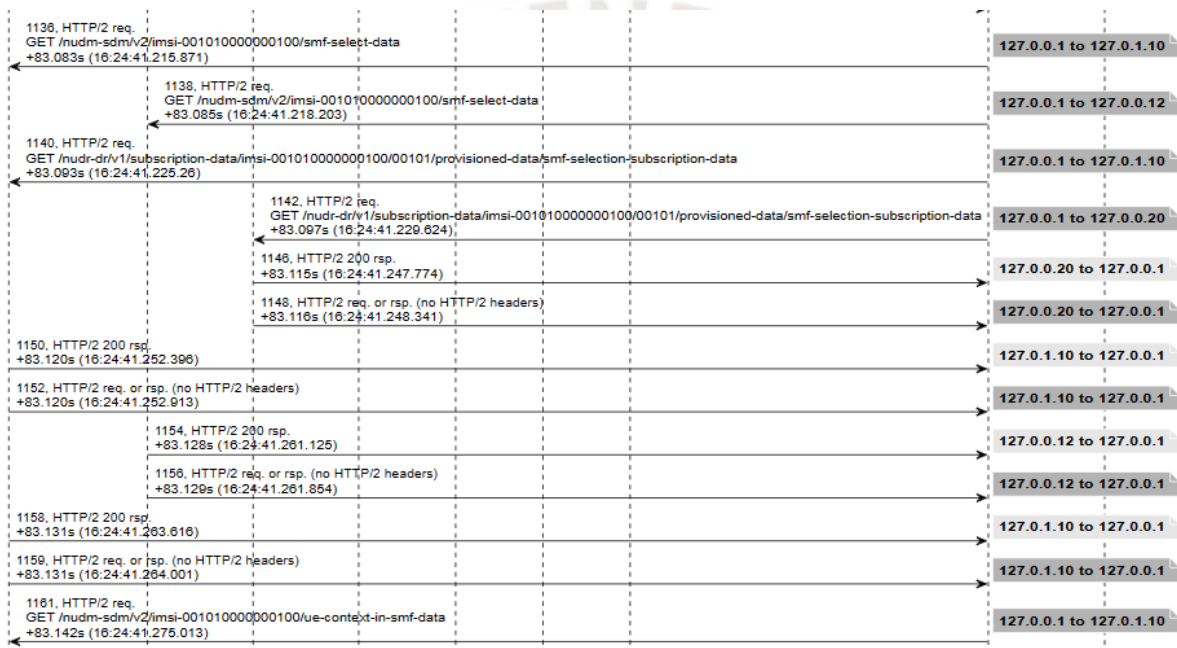 1136, HTTP/2 req.
GET /nudm-sdm/v2/imsi-001010000000100/smf-select-data
+83.083s (16:24:41.215.871)
127.0.0.1 to 127.0.1.10
1138, HTTP/2 req.
GET /nudm-sdm/v2/imsi-001010000000100/smf-select-data
+83.085s (16:24:41.218.203)
127.0.0.1 to 127.0.0.12
1140, HTTP/2 req.
GET /nudr-dr/v1/subscription-data/imsi-001010000000100/00101/provisioned-data/smf-selection-subscription-data
+83.093s (16:24:41.225.26)
127.0.0.1 to 127.0.1.10
1142, HTTP/2 req.
GET /nudr-dr/v1/subscription-data/imsi-001010000000100/00101/provisioned-data/smf-selection-subscription-data
+83.097s (16:24:41.229.624)
127.0.0.1 to 127.0.0.20
1146, HTTP/2 200 rsp.
+83.115s (16:24:41.247.774)
127.0.0.20 to 127.0.0.1
1148, HTTP/2 req. or rsp. (no HTTP/2 headers)
+83.116s (16:24:41.248.341)
127.0.0.20 to 127.0.0.1
1150, HTTP/2 200 rsp.
+83.120s (16:24:41.252.396)
127.0.1.10 to 127.0.0.1
1152, HTTP/2 req. or rsp. (no HTTP/2 headers)
+83.120s (16:24:41.252.913)
127.0.1.10 to 127.0.0.1
1154, HTTP/2 200 rsp.
+83.128s (16:24:41.261.125)
127.0.0.12 to 127.0.0.1
1156, HTTP/2 req. or rsp. (no HTTP/2 headers)
+83.129s (16:24:41.261.854)
127.0.0.12 to 127.0.0.1
1158, HTTP/2 200 rsp.
+83.131s (16:24:41.263.616)
127.0.1.10 to 127.0.0.1
1159, HTTP/2 req. or rsp. (no HTTP/2 headers)
+83.131s (16:24:41.264.001)
127.0.1.10 to 127.0.0.1
1161, HTTP/2 req.
GET /nudm-sdm/v2/imsi-001010000000100/ue-context-in-smf-data
+83.142s (16:24:41.275.013)
127.0.0.1 to 127.0.1.10